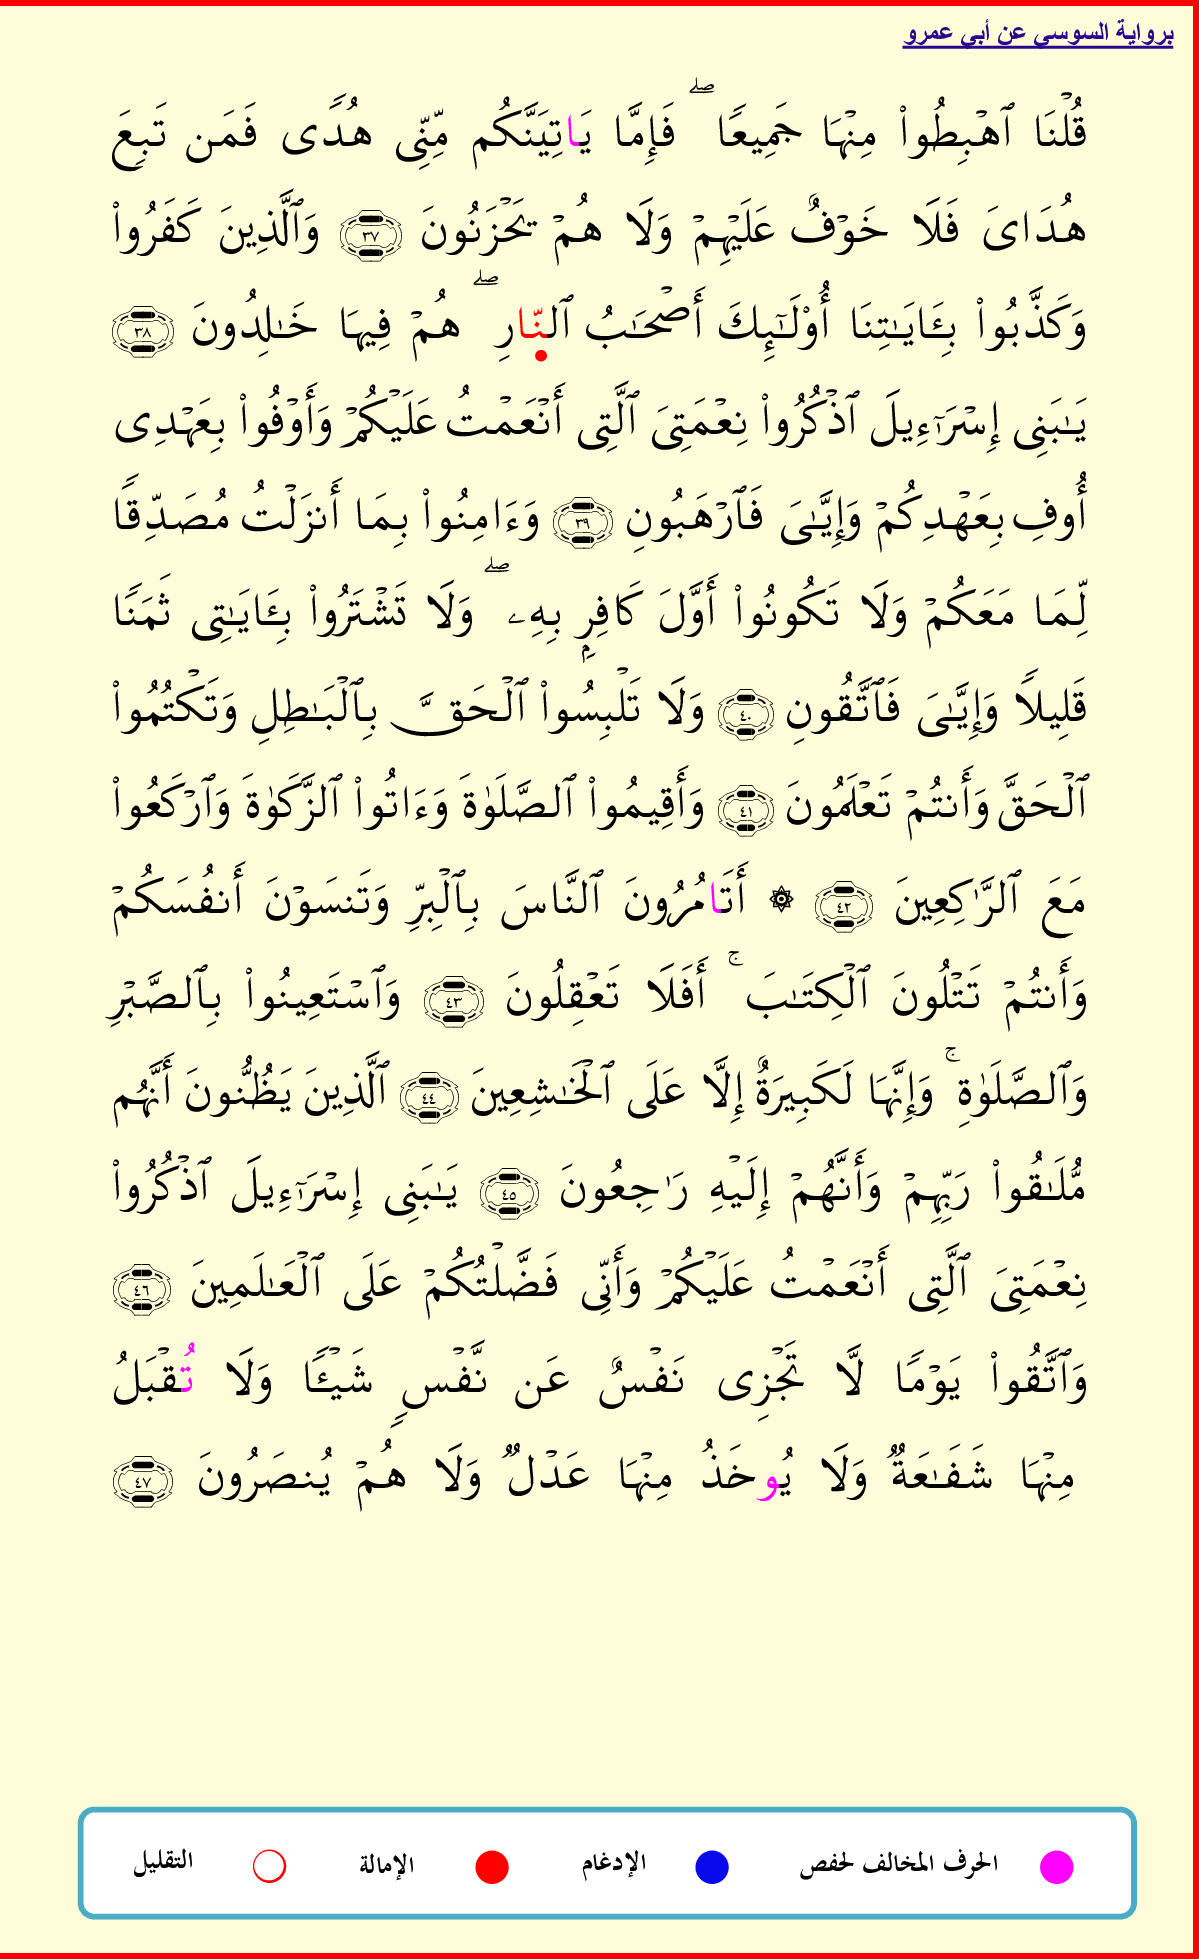 برواية السوسي عن أبي عمرو
قُلْنَا ٱهْبِطُواْ مِنْهَا جَمِيعًا ۖ فَإِمَّا يَاتِيَنَّكُم مِّنِّى هُدًى فَمَن تَبِعَ
هُدَاىَ فَلَا خَوْفٌ عَلَيْهِمْ وَلَا هُمْ يَحْزَنُونَ ٣٧ وَٱلَّذِينَ كَفَرُواْ
وَكَذَّبُواْ بِـَٔايَـٰتِنَا أُوْلَـٰٓئِكَ أَصْحَـٰبُ ٱلنّارِ ۖ هُمْ فِيهَا خَـٰلِدُونَ ٣٨
يَـٰبَنِى إِسْرَـٰٓءِيلَ ٱذْكُرُواْ نِعْمَتِىَ ٱلَّتِى أَنْعَمْتُ عَلَيْكُمْ وَأَوْفُواْ بِعَهْدِى
أُوفِ بِعَهْدِكُمْ وَإِيَّـٰىَ فَٱرْهَبُونِ ٣٩ وَءَامِنُواْ بِمَا أَنزَلْتُ مُصَدِّقًا
لِّمَا مَعَكُمْ وَلَا تَكُونُواْ أَوَّلَ كَافِرٍۭ بِهِۦ ۖ وَلَا تَشْتَرُواْ بِـَٔايَـٰتِى ثَمَنًا
قَلِيلاً وَإِيَّـٰىَ فَٱتَّقُونِ ٤٠ وَلَا تَلْبِسُواْ ٱلْحَقَّ بِٱلْبَـٰطِلِ وَتَكْتُمُواْ
ٱلْحَقَّ وَأَنتُمْ تَعْلَمُونَ ٤١ وَأَقِيمُواْ ٱلصَّلَوٰةَ وَءَاتُواْ ٱلزَّكَوٰةَ وَٱرْكَعُواْ
مَعَ ٱلرَّٰكِعِينَ ٤٢ ۞ أَتَامُرُونَ ٱلنَّاسَ بِٱلْبِرِّ وَتَنسَوْنَ أَنفُسَكُمْ
وَأَنتُمْ تَتْلُونَ ٱلْكِتَـٰبَ ۚ أَفَلَا تَعْقِلُونَ ٤٣ وَٱسْتَعِينُواْ بِٱلصَّبْرِ
وَٱلصَّلَوٰةِ ۚ وَإِنَّهَا لَكَبِيرَةٌ إِلَّا عَلَى ٱلْخَـٰشِعِينَ ٤٤ ٱلَّذِينَ يَظُنُّونَ أَنَّهُم
مُّلَـٰقُواْ رَبِّهِمْ وَأَنَّهُمْ إِلَيْهِ رَٰجِعُونَ ٤٥ يَـٰبَنِى إِسْرَـٰٓءِيلَ ٱذْكُرُواْ
نِعْمَتِىَ ٱلَّتِى أَنْعَمْتُ عَلَيْكُمْ وَأَنِّى فَضَّلْتُكُمْ عَلَى ٱلْعَـٰلَمِينَ ٤٦
وَٱتَّقُواْ يَوْمًا لَّا تَجْزِى نَفْسٌ عَن نَّفْسٍ شَيْـًٔا وَلَا تُقْبَلُ
مِنْهَا شَفَـٰعَةٌ وَلَا يُوخَذُ مِنْهَا عَدْلٌ وَلَا هُمْ يُنصَرُونَ ٤٧
الحرف المخالف لحفص الإدغام الإمالة التقليل